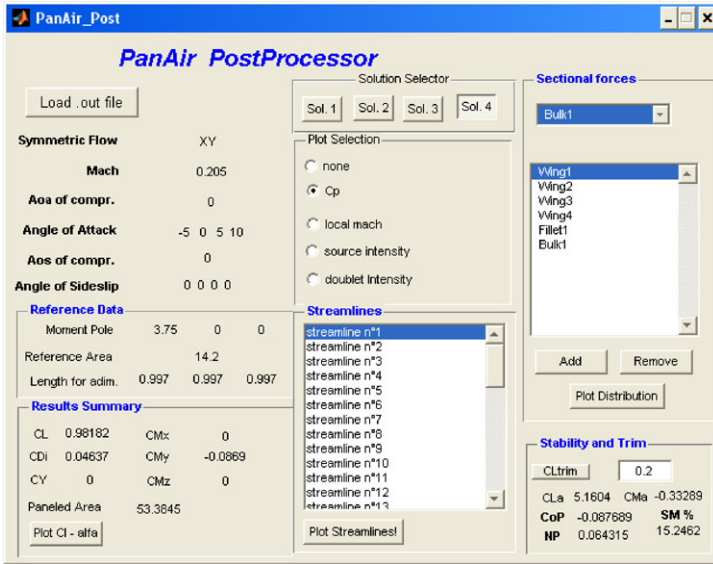 PanAir_Post
PanAir PostProcessor
Load .out file
Symmetric Flow XY
Mach 0.205
Aoa of compr. 0
Angle of Attack -5 0 5 10
Aos of compr. 0
Angle of Sideslip 0 0 0 0
Reference Data
Moment Pole 3.75 0 0
Reference Area 14.2
Length for adim. 0.997 0.997 0.997
Results Summary
CL 0.98182 CMx 0
CDi 0.04637 CMy -0.0869
CY 0 CMz 0
Paneled Area 53.3845
Plot Cl - alfa
Solution Selector
Sol. 1 Sol. 2 Sol. 3 Sol. 4
Plot Selection
none
Cp
local mach
source intensity
doublet Intensity
Streamlines
streamline n°1
streamline n°2
streamline n°3
streamline n°4
streamline n°5
streamline n°6
streamline n°7
streamline n°8
streamline n°9
streamline n°10
streamline n°11
streamline n°12
streamline n°13
Plot Streamlines!
Sectional forces
Bulk1
Wing1
Wing2
Wing3
Wing4
Fillet1
Bulk1
Add Remove
Plot Distribution
Stability and Trim
CLtrim 0.2
CLa 5.1604 CMa -0.33289
CoP -0.087689 SM %
NP 0.064315 15.2462